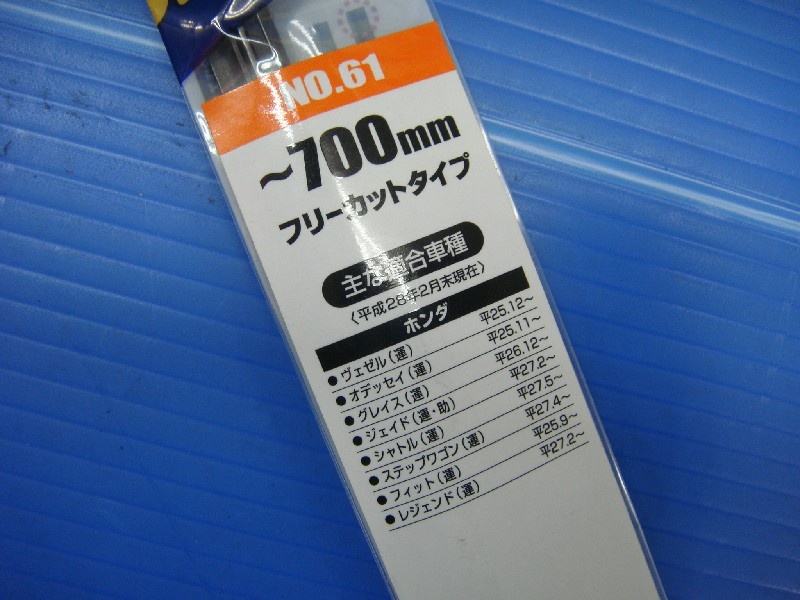 NO.61
~700mm
フリーカットタイプ
主な適合車種
〈平成28年2月末現在〉
ホンダ
●ヴェゼル(運) 平25.12~
●オデッセイ(運) 平25.11~
●グレイス(運) 平26.12~
●ジェイド(運・助) 平27.2~
●シャトル(運) 平27.5~
●ステップワゴン(運) 平27.4~
●フィット(運) 平25.9~
●レジェンド(運) 平27.2~